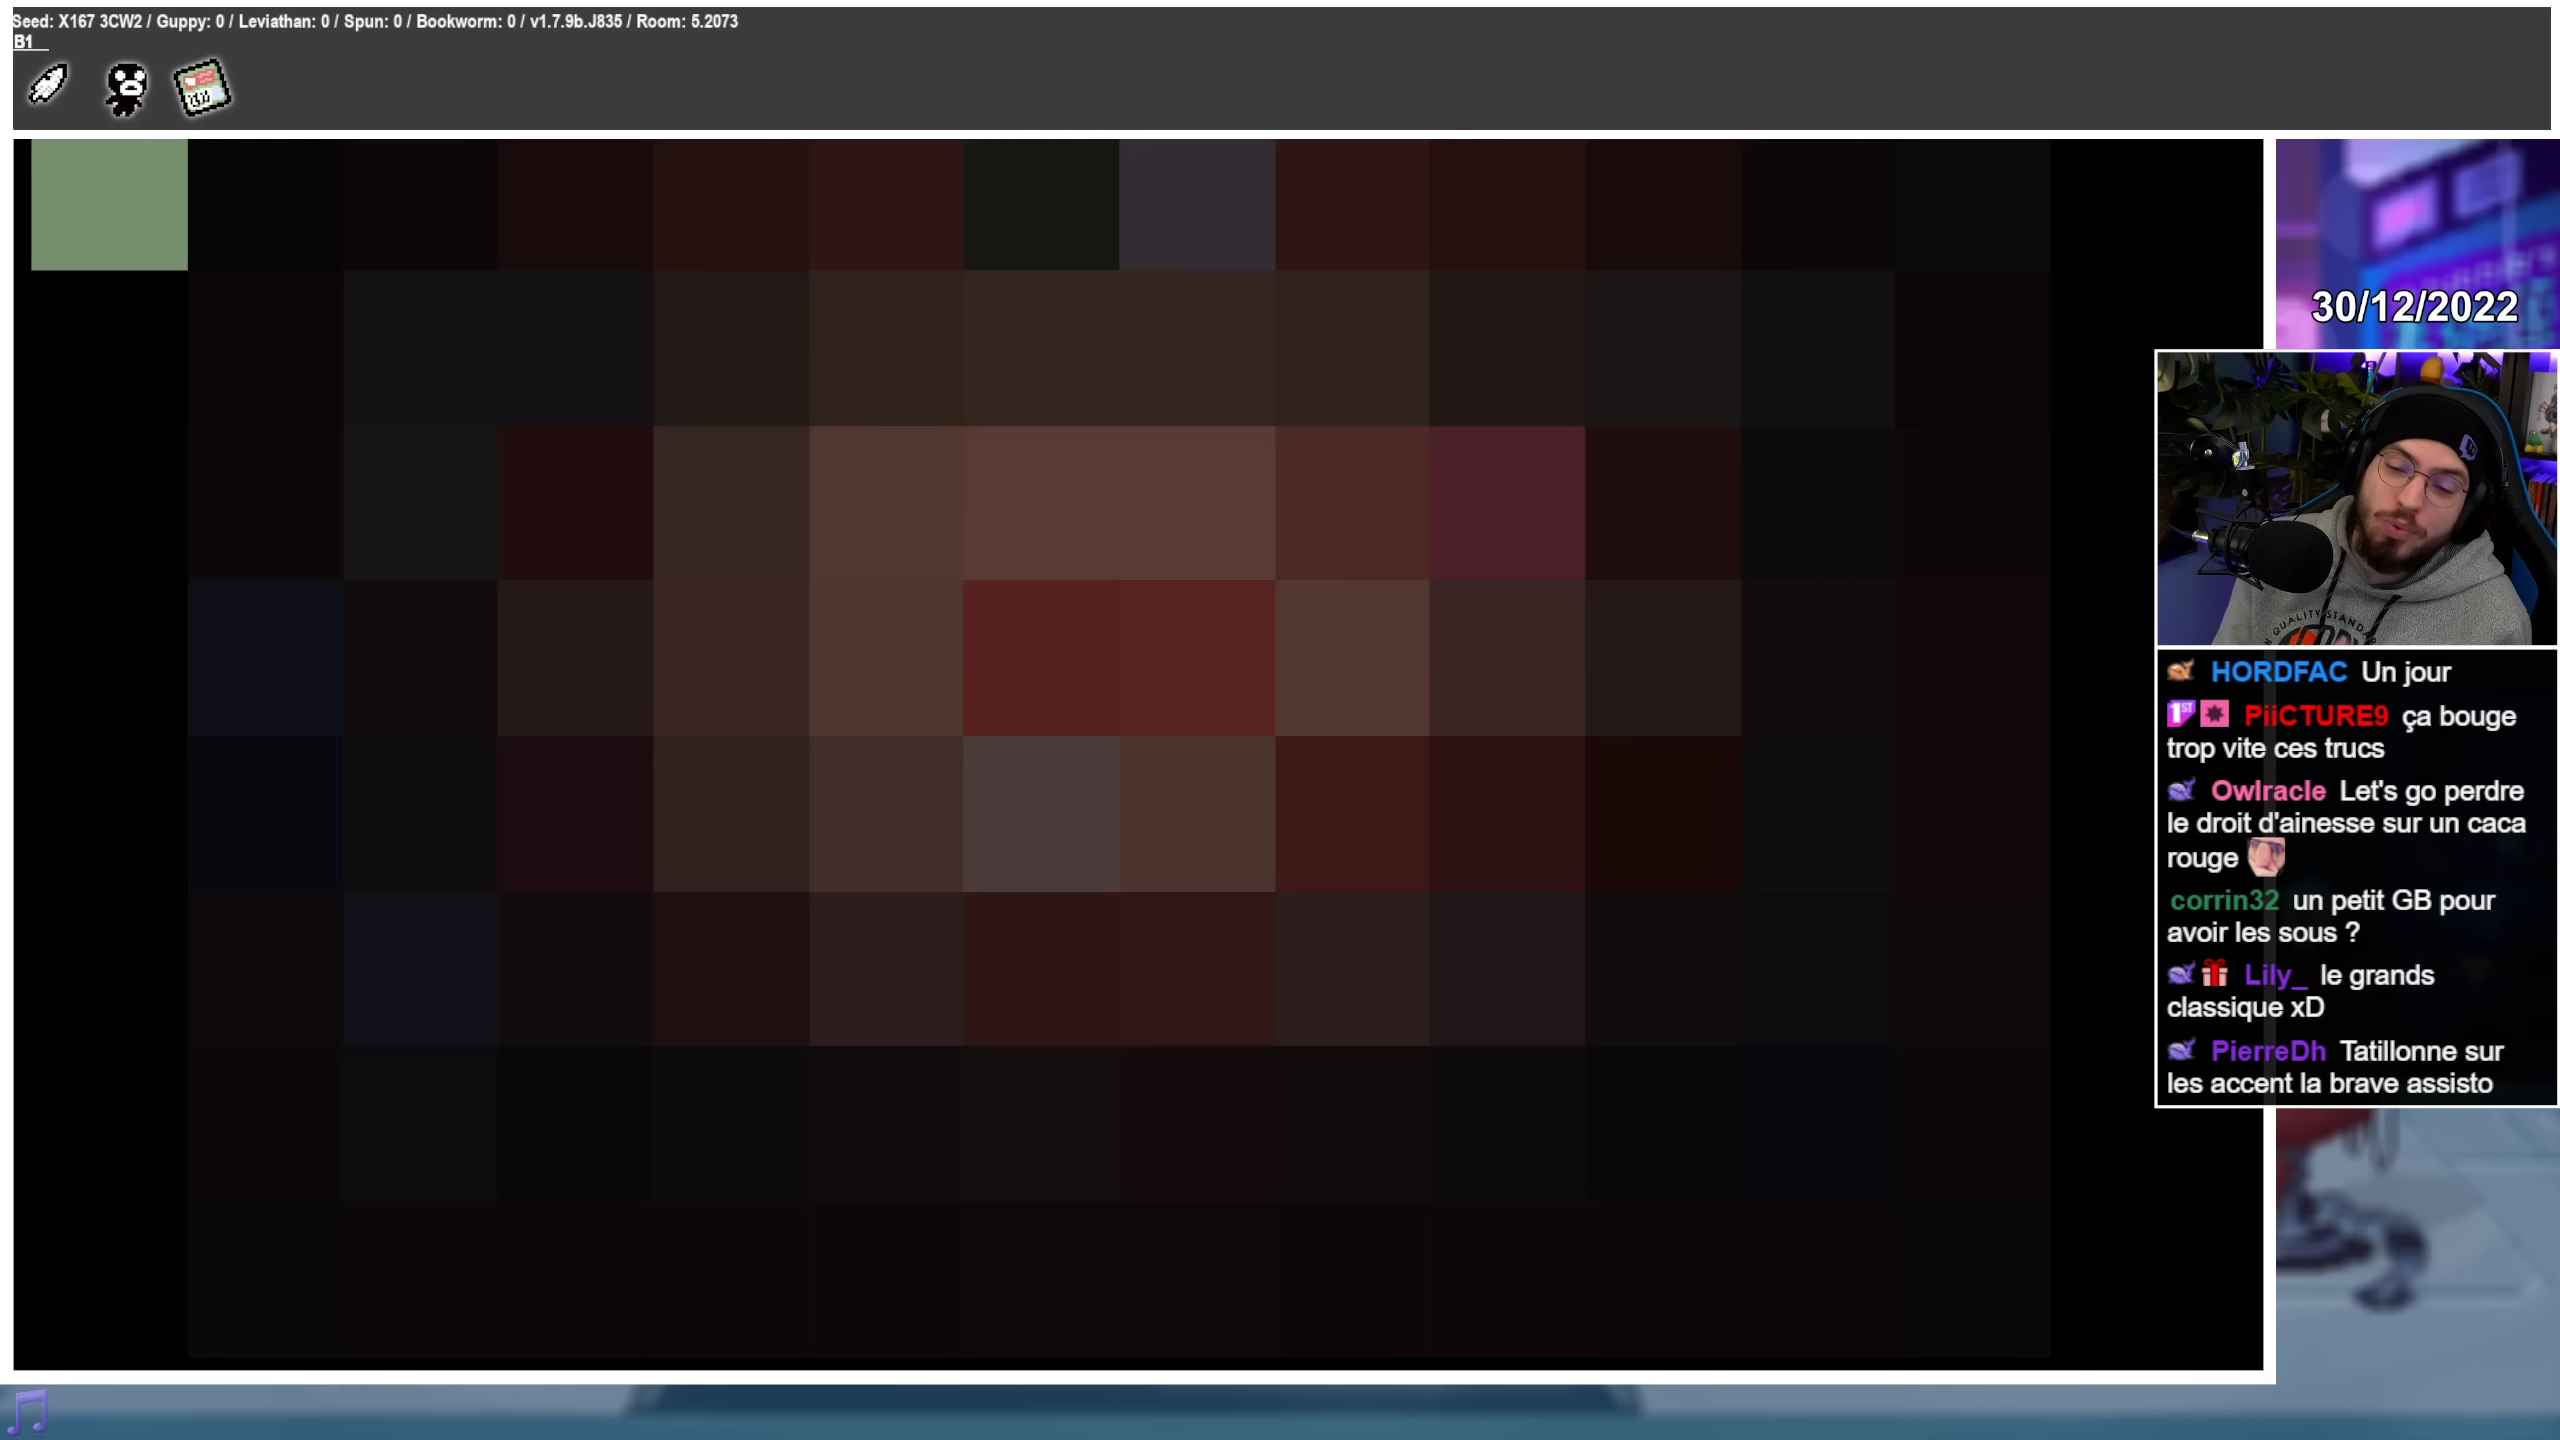 Seed: X167 3CW2 / Guppy: 0 / Leviathan: 0 / Spun: 0 / Bookworm: 0 / v1.7.9b.J835 / Room: 5.2073
B1
30/12/2022
QUALITY STANDA
HORDFAC Un jour
1ST PiiCTURE9 ça bouge
trop vite ces trucs
Owlracle Let's go perdre
le droit d'ainesse sur un caca
rouge
corrin32 un petit GB pour
avoir les sous ?
Lily_ le grands
classique xD
PierreDh Tatillonne sur
les accent la brave assisto